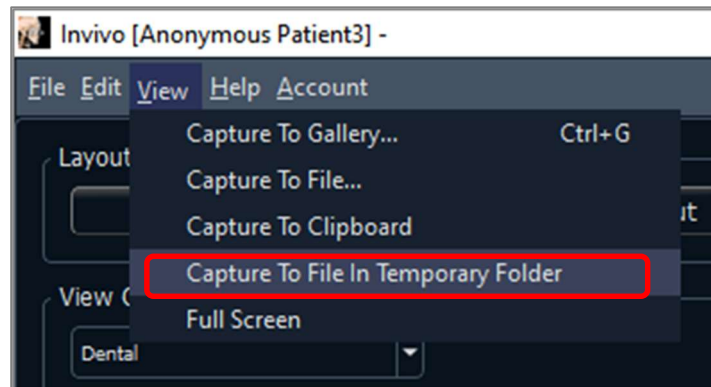 Invivo [Anonymous Patient3] -
File Edit View Help Account
Capture To Gallery... Ctrl+G
Layout
Capture To File...
Capture To Clipboard
Capture To File In Temporary Folder
View
Full Screen
Dental